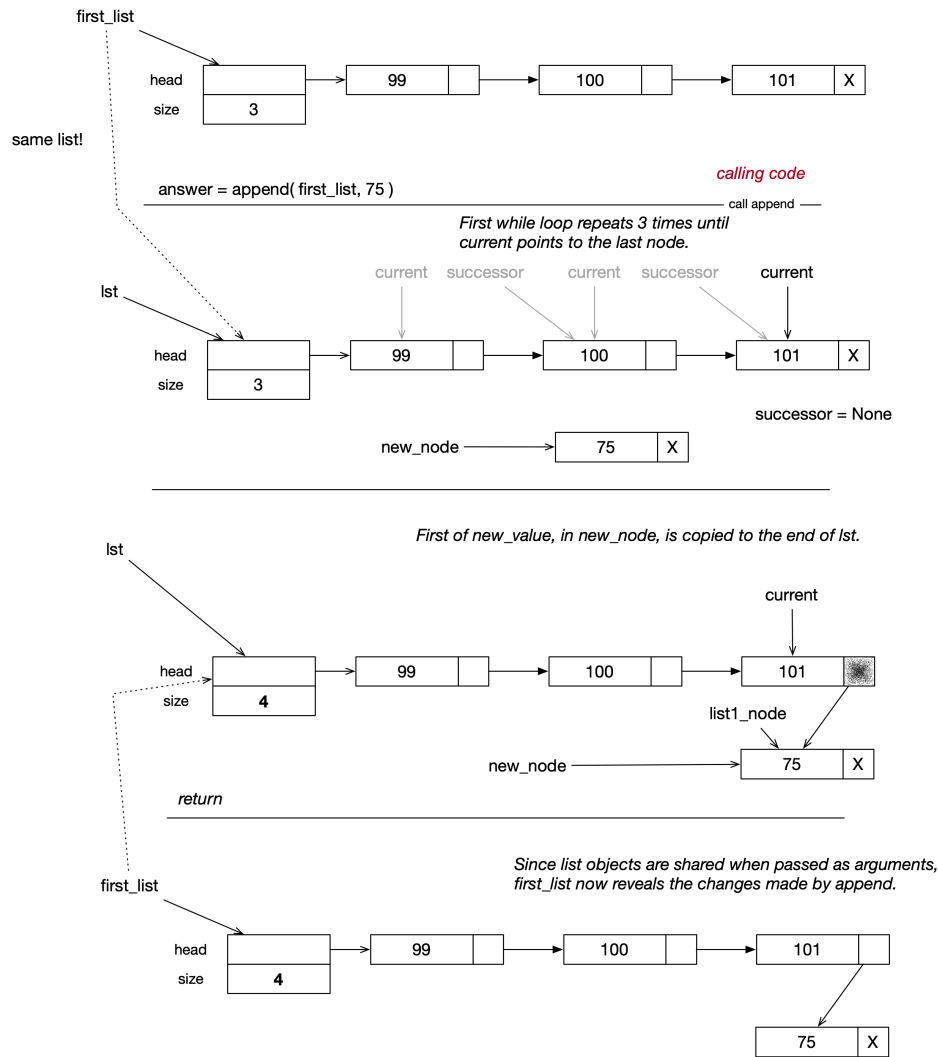 first_list
head 99 100 101 X
size 3
same list!
calling code
answer = append( first_list, 75 )
call append
First while loop repeats 3 times until
current points to the last node.
current successor current successor current
lst
head 99 100 101 X
size 3
successor = None
new_node 75 X
First of new_value, in new_node, is copied to the end of lst.
lst
current
head 99 100 101
size 4
list1_node
new_node 75 X
return
Since list objects are shared when passed as arguments,
first_list now reveals the changes made by append.
first_list
head 99 100 101
size 4
75 X